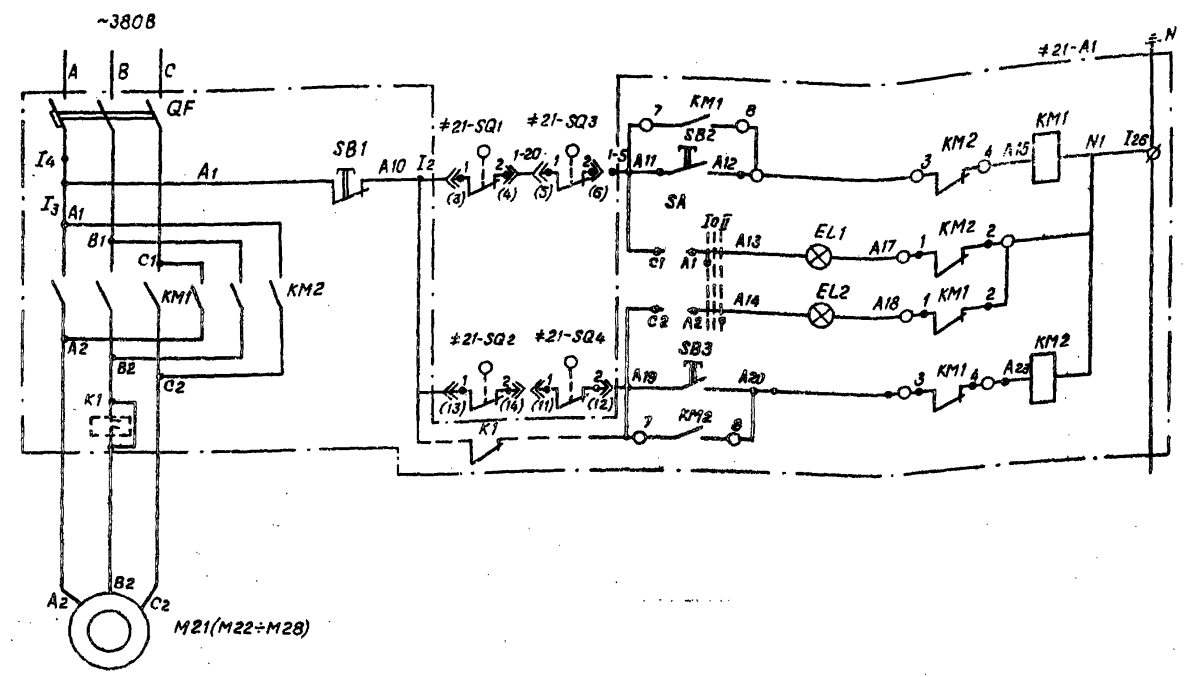 ~380В
A B C
QF
I4
A1
SB1
A10
I2
I3
A1
B1
C1
KM1
KM2
A2
B2
C2
K1
A2
B2
C2
M21(M22÷M28)
≠21-SQ1
≠21-SQ3
1 2 1-20 1 2 1-5
(3) (4) (5) (6)
≠21-SQ2
≠21-SQ4
1 2 1 2
(13) (14) (11) (12)
K1
≠21-A1
N
7 KM1 8
SB2
A11 A12
SA
I 0 II
3 KM2 4 A15 KM1 N1 I26
C1 A1 A13 EL1 A17 1 KM2 2
C2 A2 A14 EL2 A18 1 KM1 2
SB3
A19 A20
3 KM1 4 A23 KM2
7 KM2 8